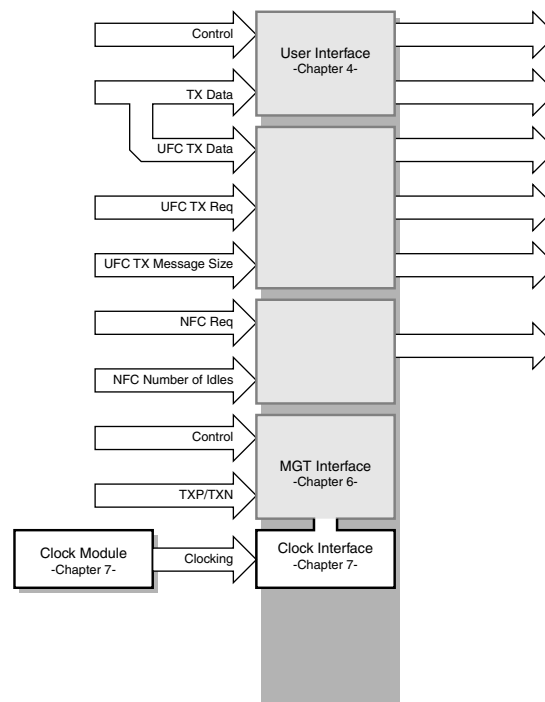 Control
User Interface
-Chapter 4-
TX Data
UFC TX Data
UFC TX Req
UFC TX Message Size
NFC Req
NFC Number of Idles
Control
MGT Interface
-Chapter 6-
TXP/TXN
Clock Module
-Chapter 7-
Clocking
Clock Interface
-Chapter 7-